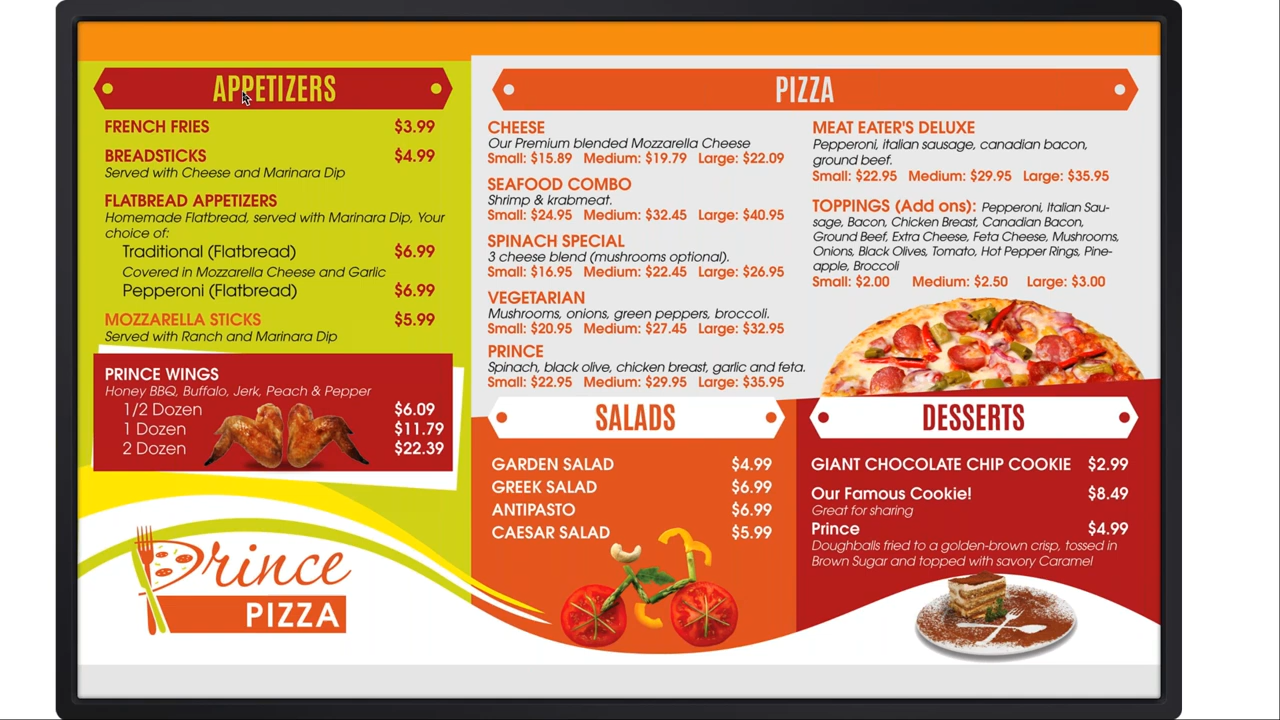 APPETIZERS
FRENCH FRIES $3.99
BREADSTICKS $4.99
Served with Cheese and Marinara Dip
FLATBREAD APPETIZERS
Homemade Flatbread, served with Marinara Dip, Your
choice of:
Traditional (Flatbread) $6.99
Covered in Mozzarella Cheese and Garlic
Pepperoni (Flatbread) $6.99
MOZZARELLA STICKS $5.99
Served with Ranch and Marinara Dip
PRINCE WINGS
Honey BBQ, Buffalo, Jerk, Peach & Pepper
1/2 Dozen $6.09
1 Dozen $11.79
2 Dozen $22.39
Prince
PIZZA
PIZZA
CHEESE
Our Premium blended Mozzarella Cheese
Small: $15.89 Medium: $19.79 Large: $22.09
SEAFOOD COMBO
Shrimp & krabmeat.
Small: $24.95 Medium: $32.45 Large: $40.95
SPINACH SPECIAL
3 cheese blend (mushrooms optional).
Small: $16.95 Medium: $22.45 Large: $26.95
VEGETARIAN
Mushrooms, onions, green peppers, broccoli.
Small: $20.95 Medium: $27.45 Large: $32.95
PRINCE
Spinach, black olive, chicken breast, garlic and feta.
Small: $22.95 Medium: $29.95 Large: $35.95
MEAT EATER'S DELUXE
Pepperoni, italian sausage, canadian bacon,
ground beef.
Small: $22.95 Medium: $29.95 Large: $35.95
TOPPINGS (Add ons): Pepperoni, Italian Sau-
sage, Bacon, Chicken Breast, Canadian Bacon,
Ground Beef, Extra Cheese, Feta Cheese, Mushrooms,
Onions, Black Olives, Tomato, Hot Pepper Rings, Pine-
apple, Broccoli
Small: $2.00 Medium: $2.50 Large: $3.00
SALADS
GARDEN SALAD $4.99
GREEK SALAD $6.99
ANTIPASTO $6.99
CAESAR SALAD $5.99
DESSERTS
GIANT CHOCOLATE CHIP COOKIE $2.99
Our Famous Cookie! $8.49
Great for sharing
Prince $4.99
Doughballs fried to a golden-brown crisp, tossed in
Brown Sugar and topped with savory Caramel